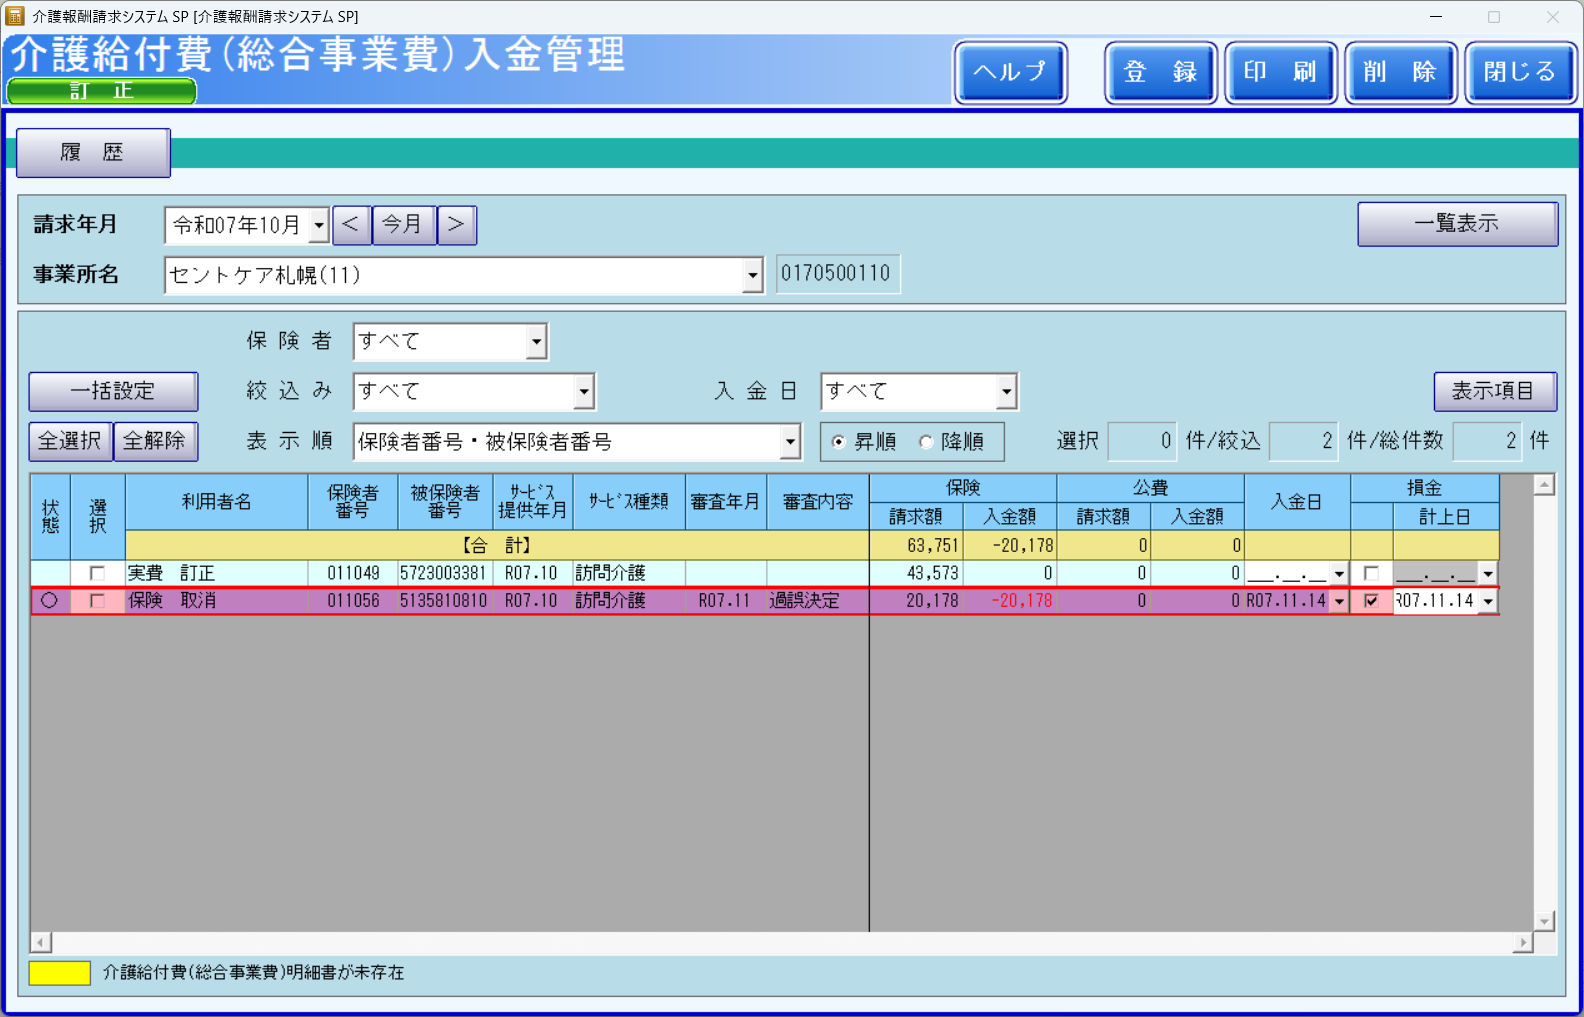 介護報酬請求システム SP [介護報酬請求システム SP]
介護給付費(総合事業費)入金管理
訂 正
ヘルプ 登 録 印 刷 削 除 閉じる
履 歴
請求年月 令和07年10月 < 今月 > 一覧表示
事業所名 セントケア札幌(11) 0170500110
保 険 者 すべて
一括設定 絞 込 み すべて 入 金 日 すべて 表示項目
全選択 全解除 表 示 順 保険者番号・被保険者番号 昇順 降順 選択 0 件/絞込 2 件/総件数 2 件
状態 選択 利用者名 保険者番号 被保険者番号 ｻｰﾋﾞｽ提供年月 ｻｰﾋﾞｽ種類 審査年月 審査内容 保険 公費 入金日 損金
請求額 入金額 請求額 入金額 計上日
【合 計】 63,751 -20,178 0 0
実費 訂正 011049 5723003381 R07.10 訪問介護 43,573 0 0 0 __.__.__ __.__.__
○ 保険 取消 011056 5135810810 R07.10 訪問介護 R07.11 過誤決定 20,178 -20,178 0 0 R07.11.14 R07.11.14
介護給付費(総合事業費)明細書が未存在